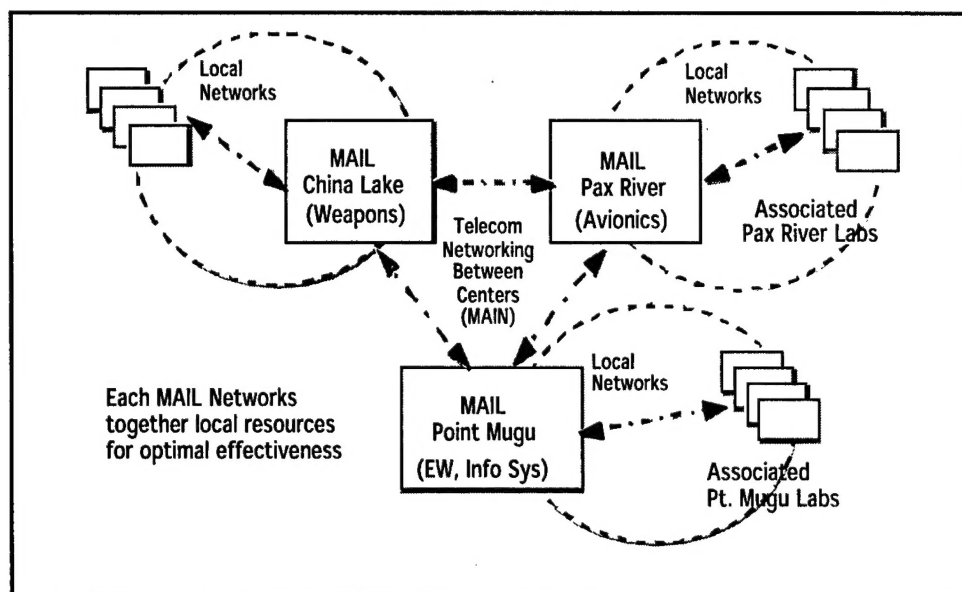 Local
Networks
MAIL
China Lake
(Weapons)
Telecom
Networking
Between
Centers
(MAIN)
MAIL
Pax River
(Avionics)
Local
Networks
Associated
Pax River Labs
Each MAIL Networks
together local resources
for optimal effectiveness
MAIL
Point Mugu
(EW, Info Sys)
Local
Networks
Associated
Pt. Mugu Labs